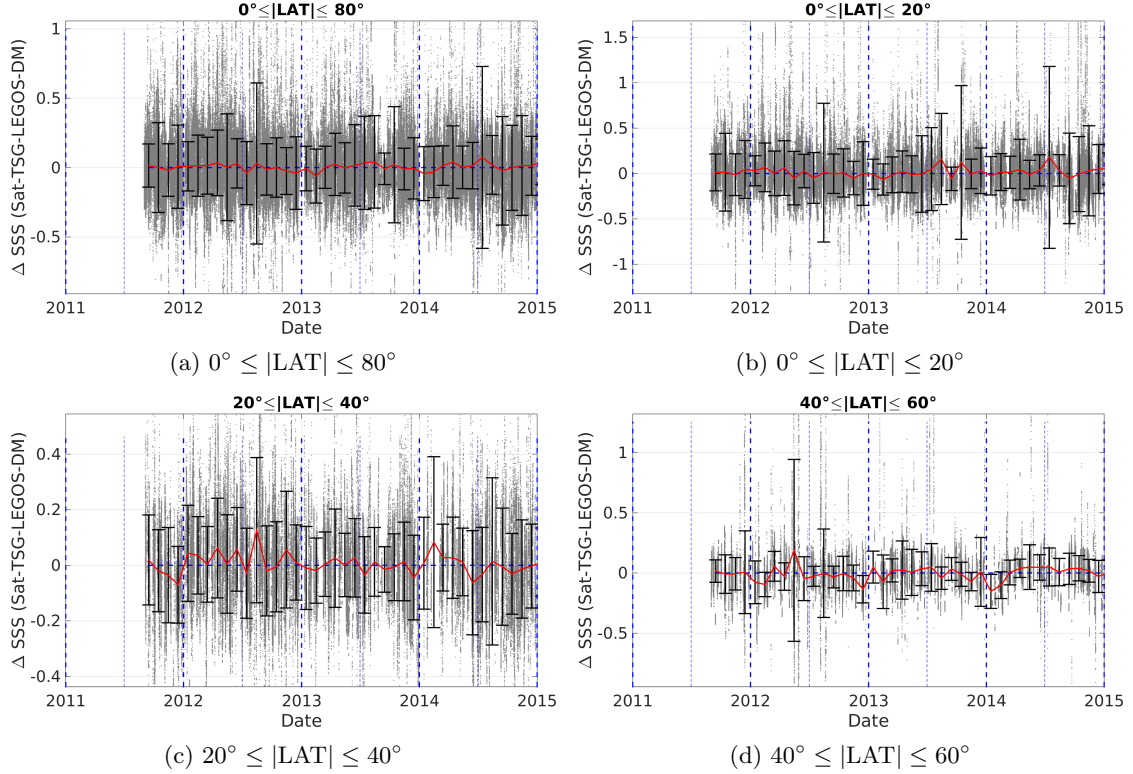 0°≤|LAT|≤ 80°
Δ SSS (Sat-TSG-LEGOS-DM)
1
0.5
0
-0.5
2011 2012 2013 2014 2015
Date
(a) 0° ≤ |LAT| ≤ 80°
0°≤|LAT|≤ 20°
Δ SSS (Sat-TSG-LEGOS-DM)
1.5
1
0.5
0
-0.5
-1
2011 2012 2013 2014 2015
Date
(b) 0° ≤ |LAT| ≤ 20°
20°≤|LAT|≤ 40°
Δ SSS (Sat-TSG-LEGOS-DM)
0.4
0.2
0
-0.2
-0.4
2011 2012 2013 2014 2015
Date
(c) 20° ≤ |LAT| ≤ 40°
40°≤|LAT|≤ 60°
Δ SSS (Sat-TSG-LEGOS-DM)
1
0.5
0
-0.5
2011 2012 2013 2014 2015
Date
(d) 40° ≤ |LAT| ≤ 60°